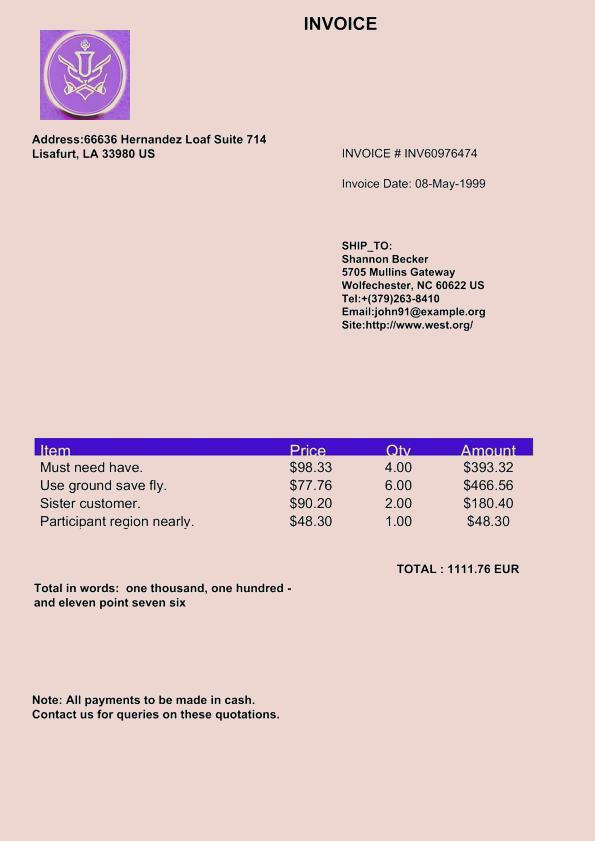 INVOICE
Address:66636 Hernandez Loaf Suite 714
Lisafurt, LA 33980 US
INVOICE # INV60976474
Invoice Date: 08-May-1999
SHIP_TO:
Shannon Becker
5705 Mullins Gateway
Wolfechester, NC 60622 US
Tel:+(379)263-8410
Email:john91@example.org
Site:http://www.west.org/
Item Price Qty Amount
Must need have. $98.33 4.00 $393.32
Use ground save fly. $77.76 6.00 $466.56
Sister customer. $90.20 2.00 $180.40
Participant region nearly. $48.30 1.00 $48.30
TOTAL : 1111.76 EUR
Total in words:  one thousand, one hundred -
and eleven point seven six
Note: All payments to be made in cash.
Contact us for queries on these quotations.